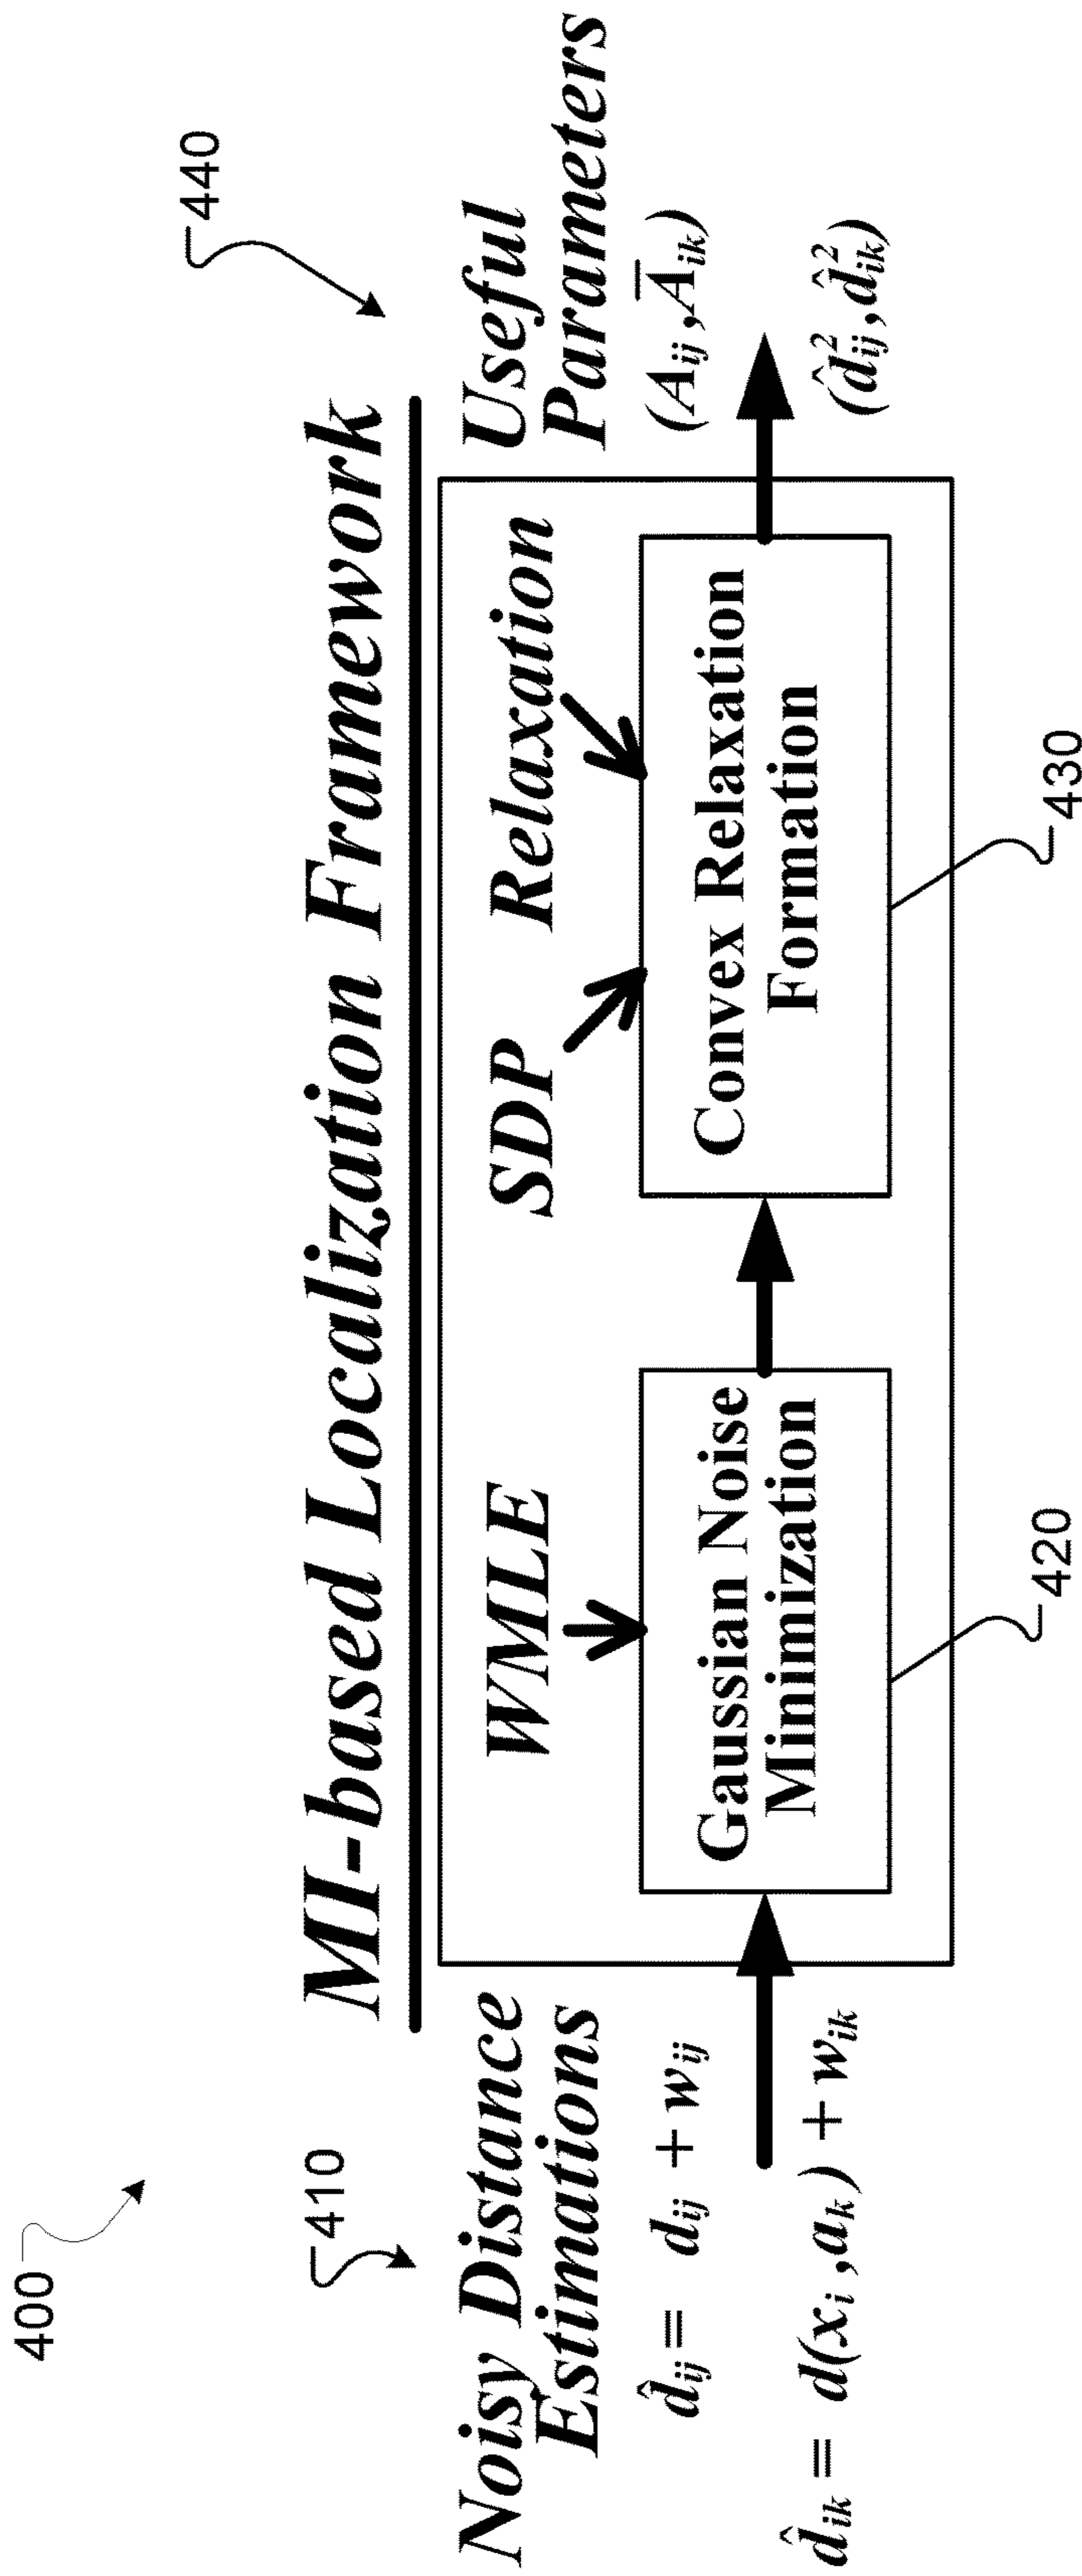 400
MI-based Localization Framework
410
Noisy Distance
Estimations
d̂ij = dij + wij
d̂ik = d(xi,ak) + wik
WMLE
Gaussian Noise
Minimization
420
SDP Relaxation
Convex Relaxation
Formation
430
440
Useful
Parameters
(Aij,A̅ik)
(d̂²ij,d̂²ik)